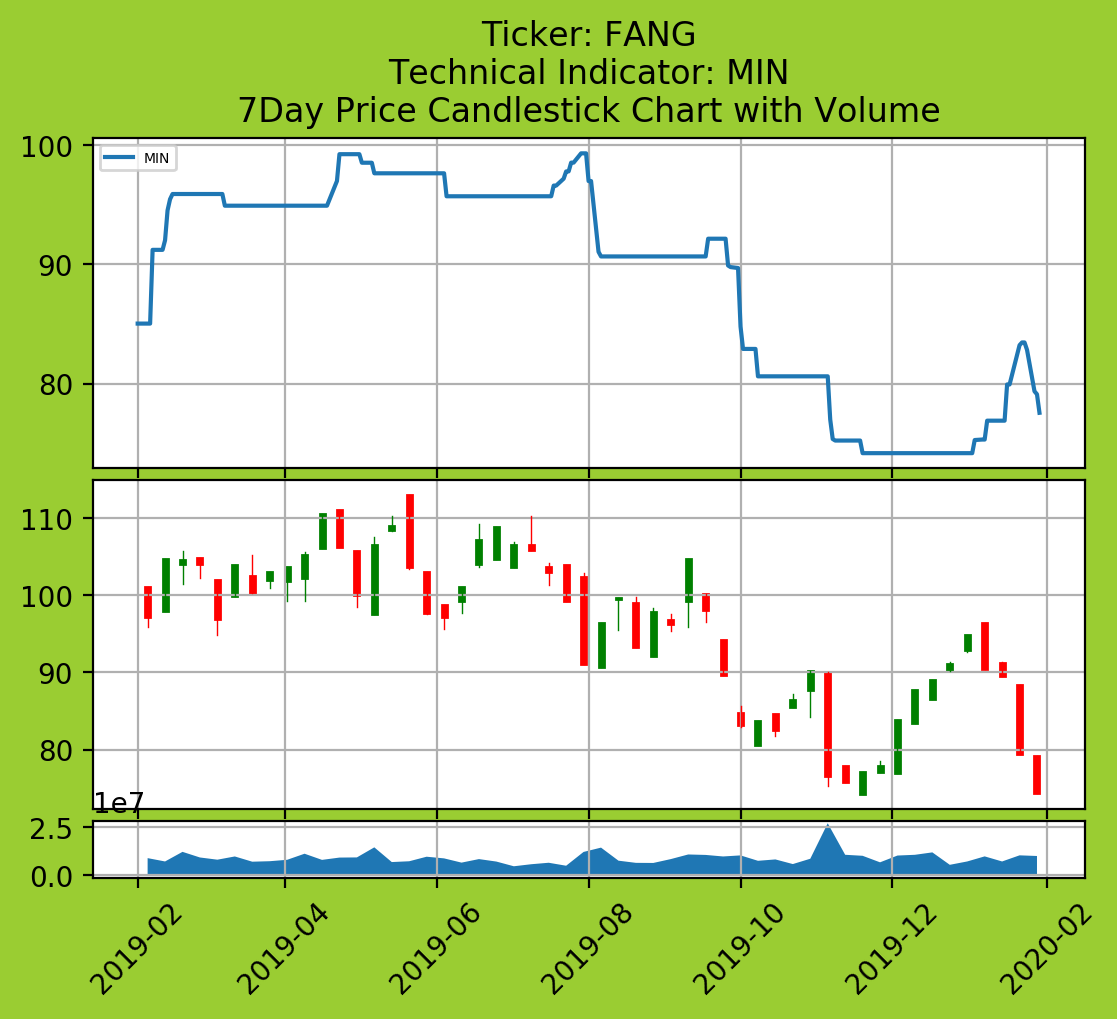 Ticker: FANG
Technical Indicator: MIN
7Day Price Candlestick Chart with Volume
100
MIN
90
80
110
100
90
80
1e7
2.5
0.0
2019-02 2019-04 2019-06 2019-08 2019-10 2019-12 2020-02